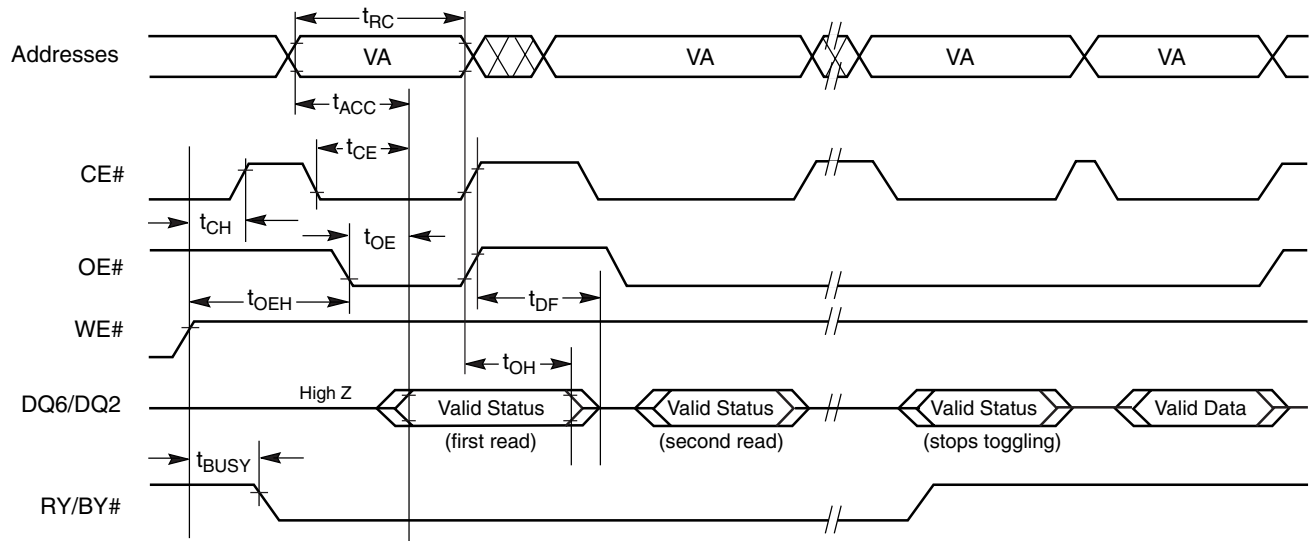 tRC
Addresses VA VA VA VA
tACC
tCE
CE#
tCH
tOE
OE#
tOEH tDF
WE#
tOH
High Z
DQ6/DQ2 Valid Status Valid Status Valid Status Valid Data
(first read) (second read) (stops toggling)
tBUSY
RY/BY#